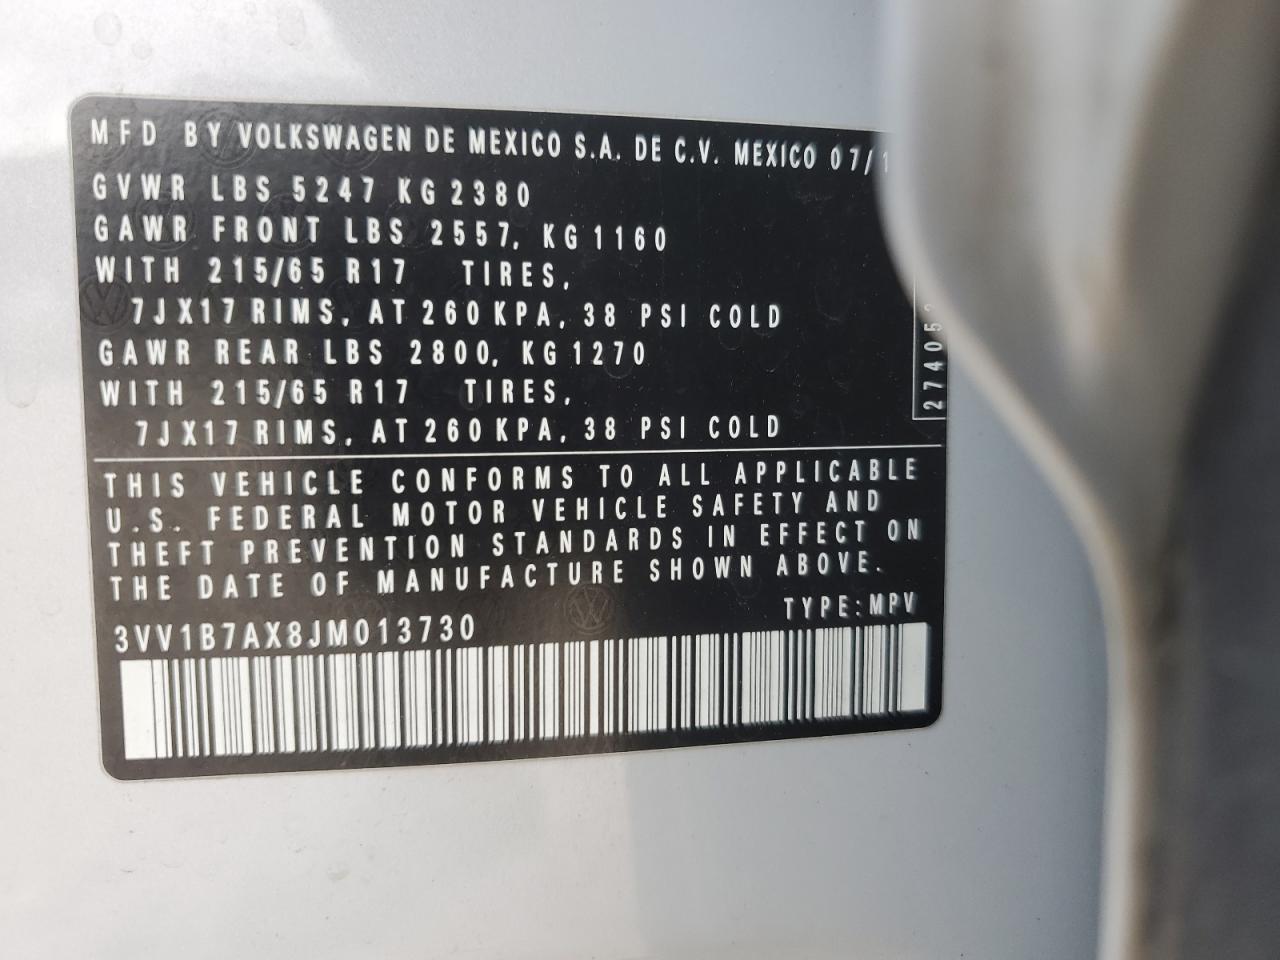 MFD BY VOLKSWAGEN DE MEXICO S.A. DE C.V. MEXICO 07/1
GVWR LBS 5247 KG 2380
GAWR FRONT LBS 2557, KG 1160
WITH 215/65 R17 TIRES,
7JX17 RIMS, AT 260 KPA, 38 PSI COLD
GAWR REAR LBS 2800, KG 1270
WITH 215/65 R17 TIRES,
7JX17 RIMS, AT 260 KPA, 38 PSI COLD
THIS VEHICLE CONFORMS TO ALL APPLICABLE
U.S. FEDERAL MOTOR VEHICLE SAFETY AND
THEFT PREVENTION STANDARDS IN EFFECT ON
THE DATE OF MANUFACTURE SHOWN ABOVE.
TYPE: MPV
3VV1B7AX8JM013730